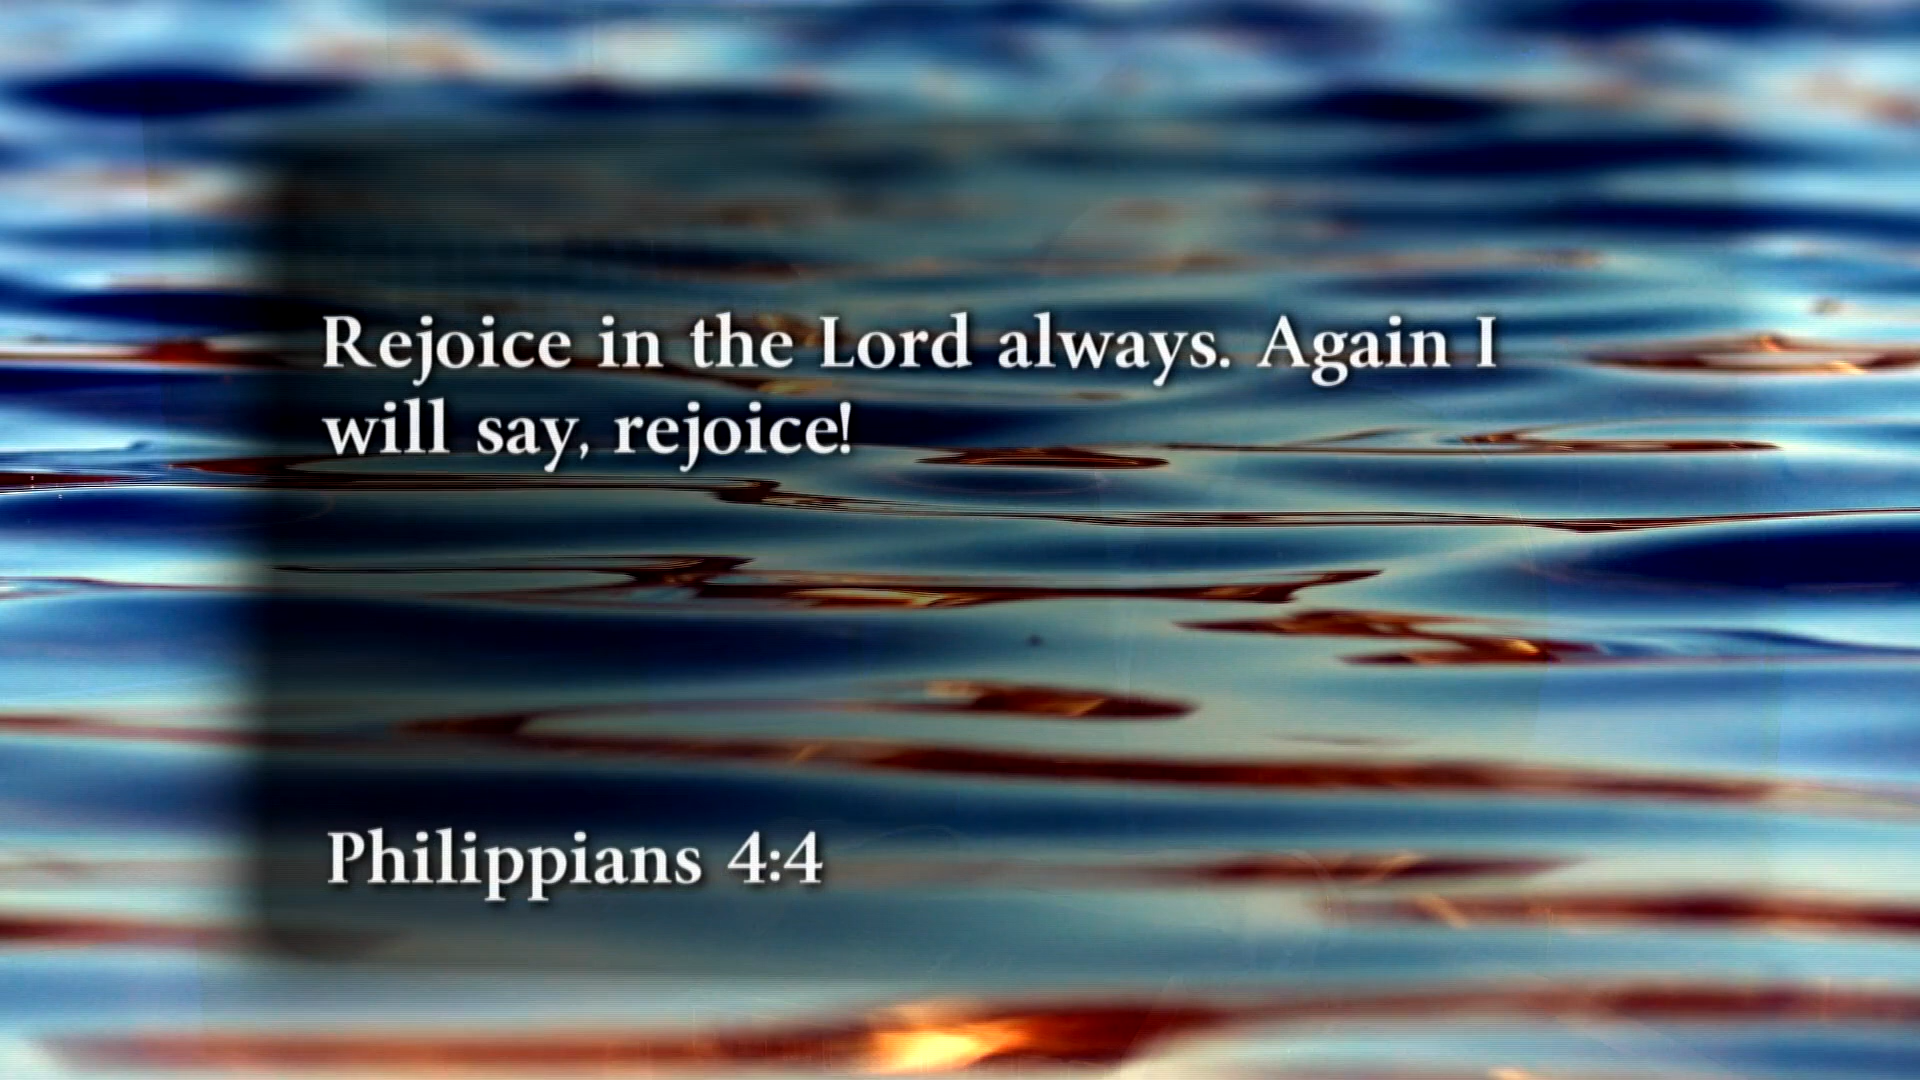 Rejoice in the Lord always. Again I
will say, rejoice!
Philippians 4:4